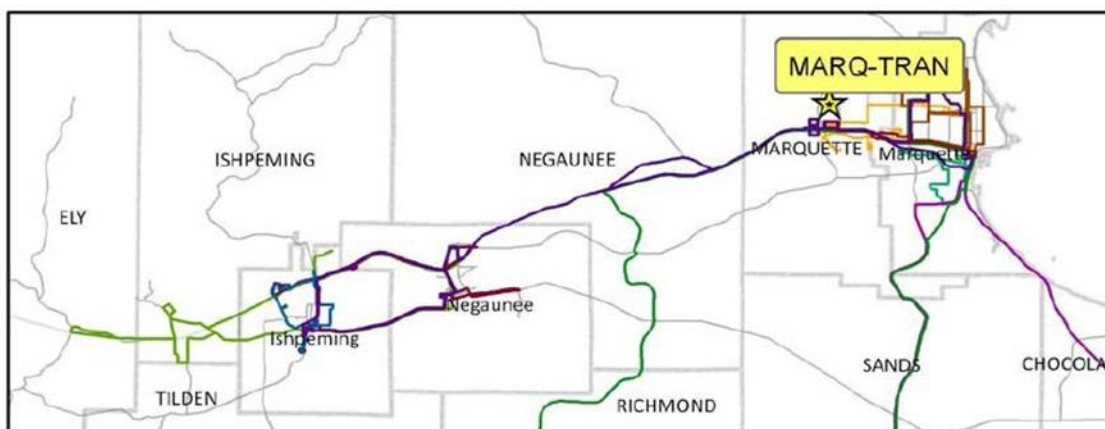 MARQ-TRAN
ISHPEMING
NEGAUNEE
MARQUETTE
Marquette
ELY
Negaunee
Ishpeming
SANDS
CHOCOLA
TILDEN
RICHMOND